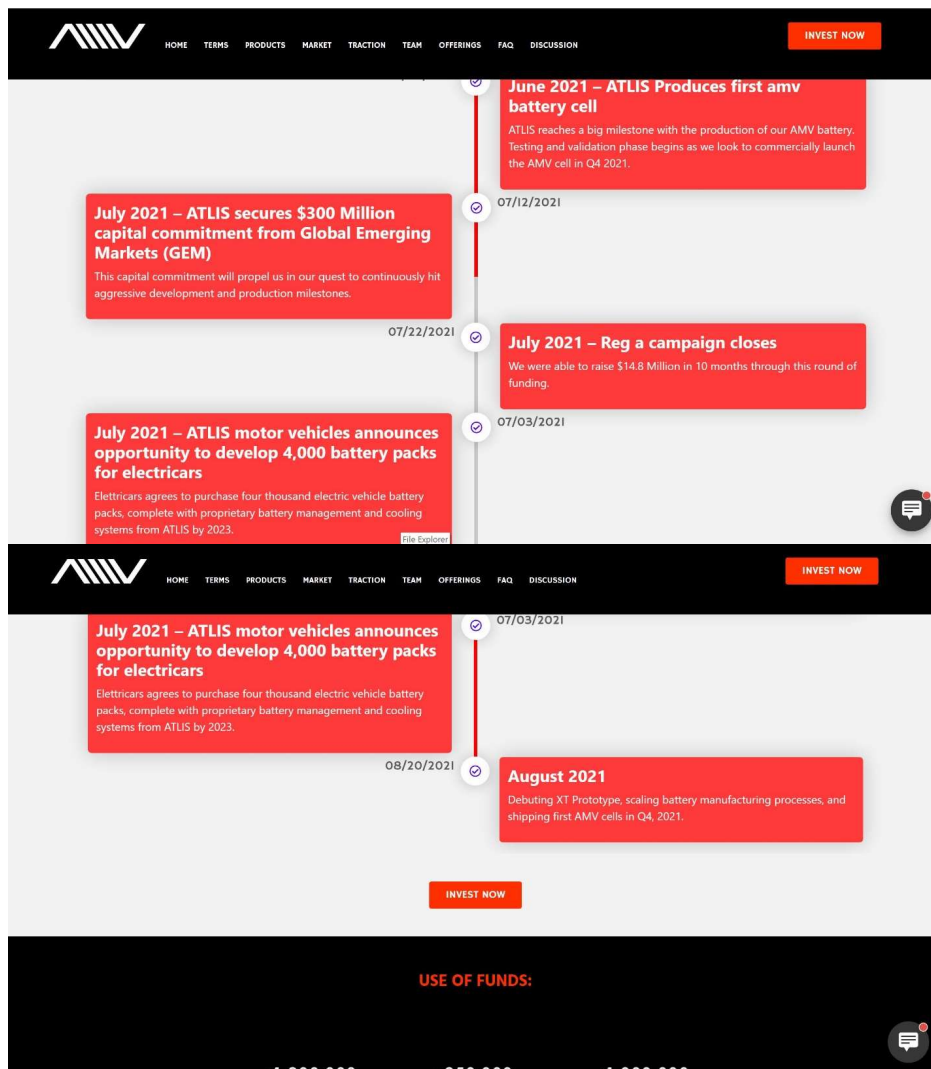 AMV
HOME TERMS PRODUCTS MARKET TRACTION TEAM OFFERINGS FAQ DISCUSSION
INVEST NOW
June 2021 – ATLIS Produces first amv
battery cell
ATLIS reaches a big milestone with the production of our AMV battery.
Testing and validation phase begins as we look to commercially launch
the AMV cell in Q4 2021.
07/12/2021
July 2021 – ATLIS secures $300 Million
capital commitment from Global Emerging
Markets (GEM)
This capital commitment will propel us in our quest to continuously hit
aggressive development and production milestones.
07/22/2021
July 2021 – Reg a campaign closes
We were able to raise $14.8 Million in 10 months through this round of
funding.
07/03/2021
July 2021 – ATLIS motor vehicles announces
opportunity to develop 4,000 battery packs
for electricars
Elettricars agrees to purchase four thousand electric vehicle battery
packs, complete with proprietary battery management and cooling
systems from ATLIS by 2023.
File Explorer
AMV
HOME TERMS PRODUCTS MARKET TRACTION TEAM OFFERINGS FAQ DISCUSSION
INVEST NOW
07/03/2021
July 2021 – ATLIS motor vehicles announces
opportunity to develop 4,000 battery packs
for electricars
Elettricars agrees to purchase four thousand electric vehicle battery
packs, complete with proprietary battery management and cooling
systems from ATLIS by 2023.
08/20/2021
August 2021
Debuting XT Prototype, scaling battery manufacturing processes, and
shipping first AMV cells in Q4, 2021.
INVEST NOW
USE OF FUNDS: